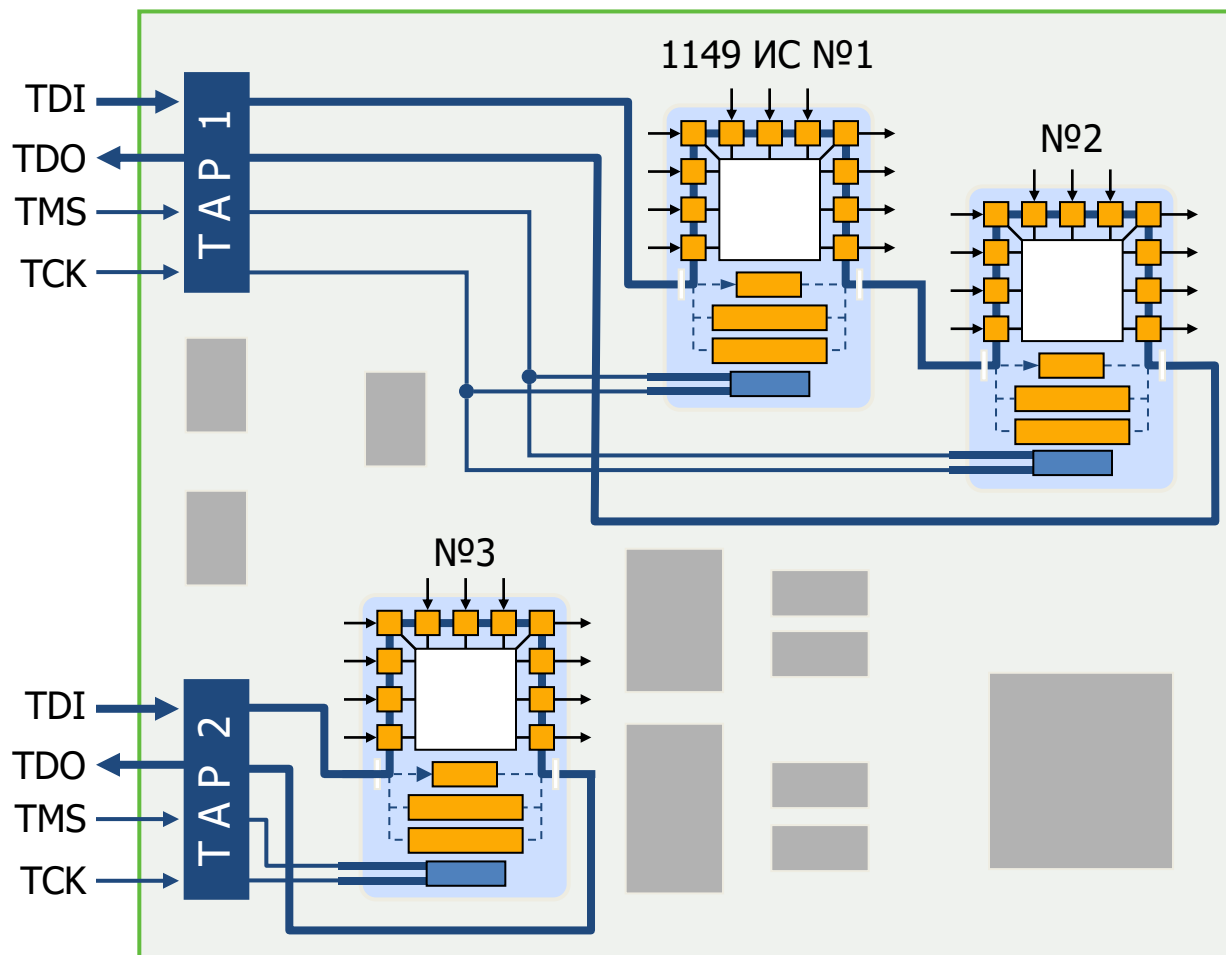 1149 ИС №1
№2
TDI
TDO
TMS
TCK
TAP 1
№3
TDI
TDO
TMS
TCK
TAP 2